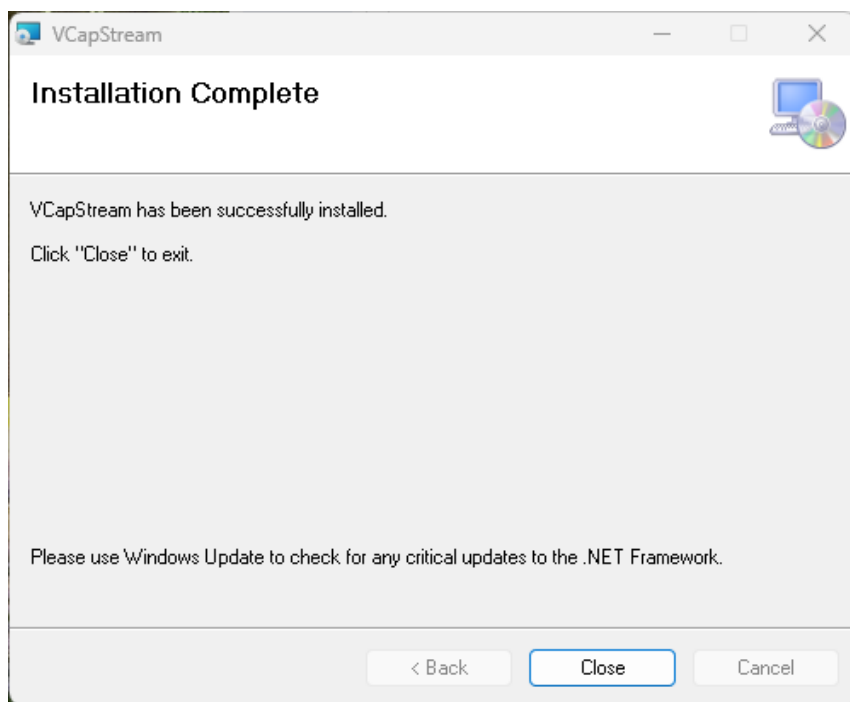 VCapStream
Installation Complete
VCapStream has been successfully installed.
Click "Close" to exit.
Please use Windows Update to check for any critical updates to the .NET Framework.
< Back
Close
Cancel